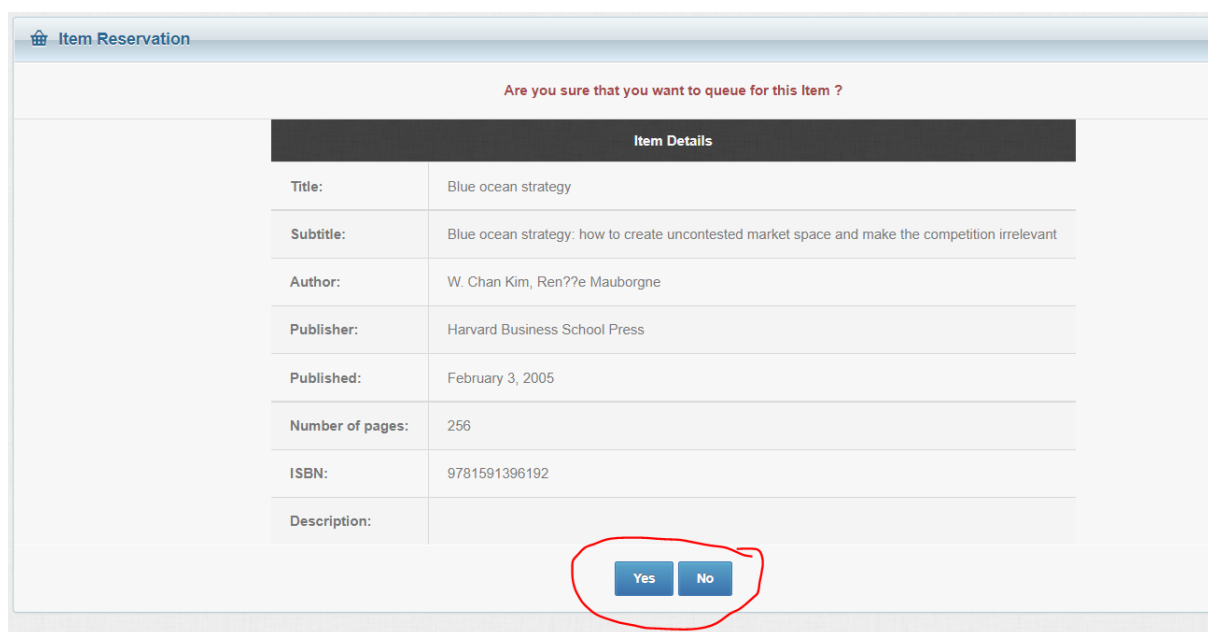 Item Reservation
Are you sure that you want to queue for this Item ?
Item Details
Title: Blue ocean strategy
Subtitle: Blue ocean strategy: how to create uncontested market space and make the competition irrelevant
Author: W. Chan Kim, Ren??e Mauborgne
Publisher: Harvard Business School Press
Published: February 3, 2005
Number of pages: 256
ISBN: 9781591396192
Description:
Yes No